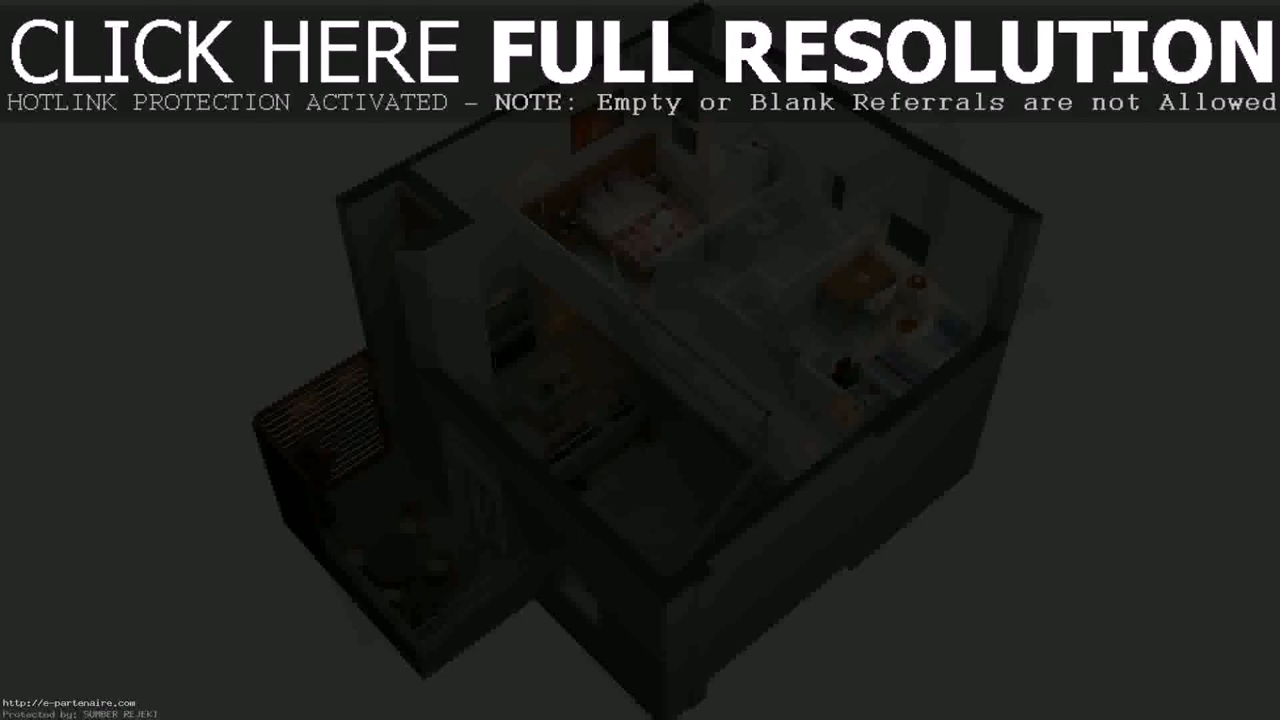 CLICK HERE FULL RESOLUTION
HOTLINK PROTECTION ACTIVATED – NOTE: Empty or Blank Referrals are not Allowed
http://e-partenaire.com
Protected by: SUMBER REJEKI